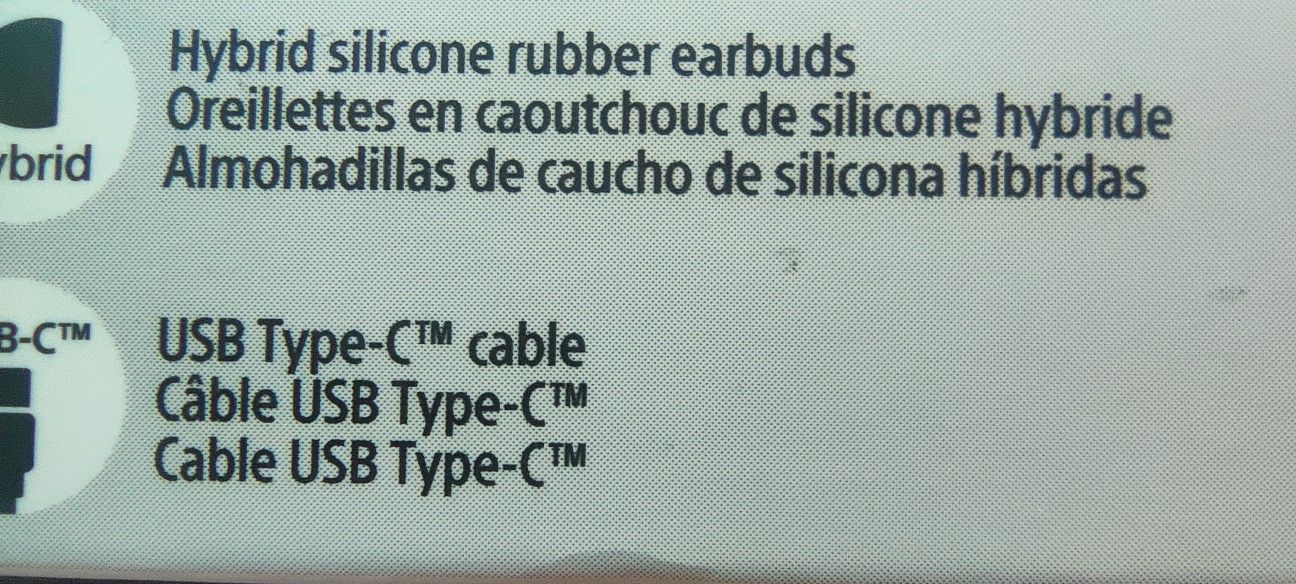 Hybrid silicone rubber earbuds
Oreillettes en caoutchouc de silicone hybride
Almohadillas de caucho de silicona híbridas
ybrid
B-C™
USB Type-C™ cable
Câble USB Type-C™
Cable USB Type-C™